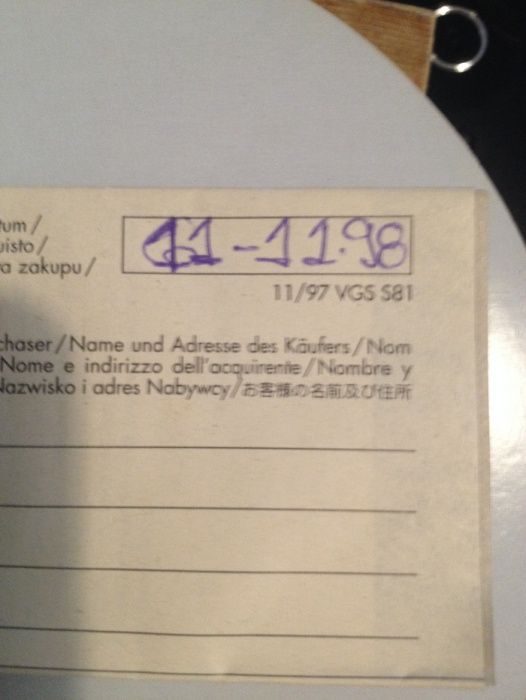 tum/
uisto/
a zakupu/
11-11.98
11/97 VGS S81
chaser/Name und Adresse des Käufers/Nom
Nome e indirizzo dell'acquirente/Nombre y
Nazwisko i adres Nabywcy/お客様の名前及び住所